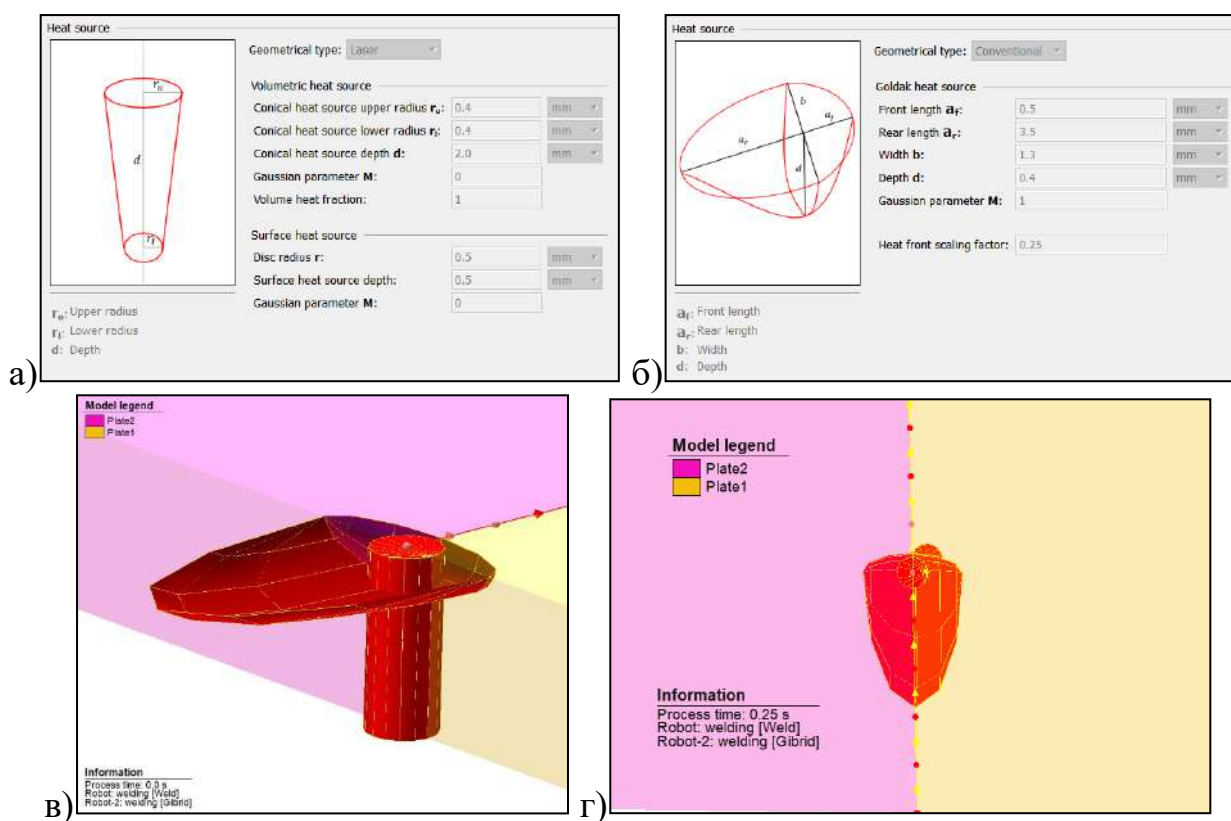 Heat source
Geometrical type: Laser
Volumetric heat source
Conical heat source upper radius rᵤ: 0.4 mm
Conical heat source lower radius rₗ: 0.4 mm
Conical heat source depth d: 2.0 mm
Gaussian parameter M: 0
Volume heat fraction: 1
Surface heat source
Disc radius r: 0.5 mm
Surface heat source depth: 0.5 mm
Gaussian parameter M: 0
rᵤ
d
rₗ
rᵤ: Upper radius
rₗ: Lower radius
d: Depth
а)
Heat source
Geometrical type: Conventional
Goldak heat source
Front length a_f: 0.5 mm
Rear length aᵣ: 3.5 mm
Width b: 1.3 mm
Depth d: 0.4 mm
Gaussian parameter M: 1
Heat front scaling factor: 0.25
b
a_f
aᵣ
d
a_f: Front length
aᵣ: Rear length
b: Width
d: Depth
б)
Model legend
Plate2
Plate1
Information
Process time: 0.0 s
Robot: welding [Weld]
Robot-2: welding [Gibrid]
в)
Model legend
Plate2
Plate1
Information
Process time: 0.25 s
Robot: welding [Weld]
Robot-2: welding [Gibrid]
г)